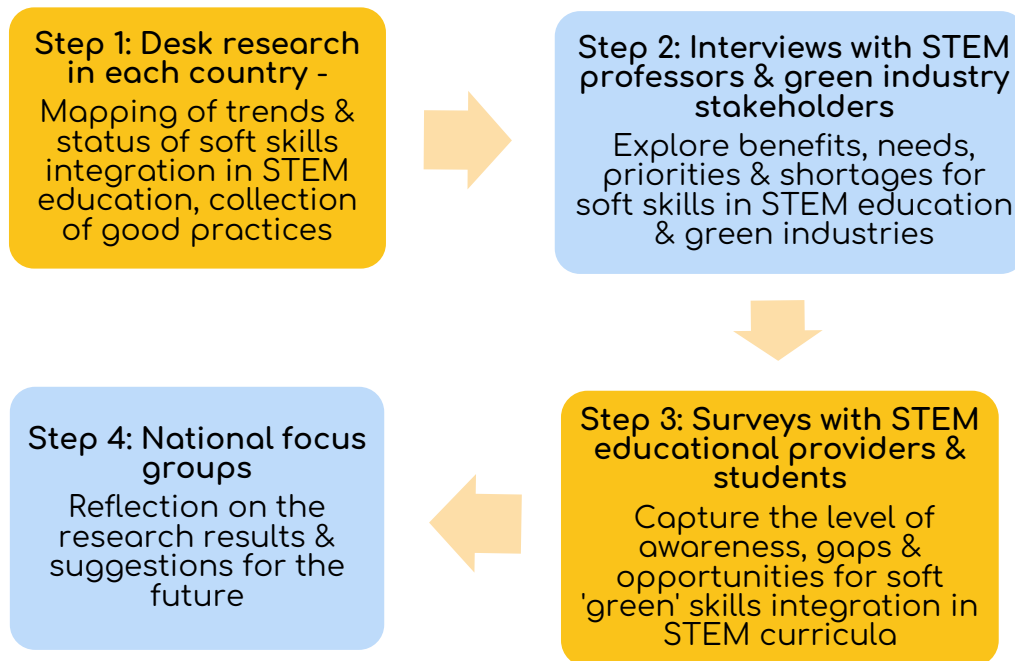 Step 1: Desk research
in each country -
Mapping of trends &
status of soft skills
integration in STEM
education, collection
of good practices
Step 2: Interviews with STEM
professors & green industry
stakeholders
Explore benefits, needs,
priorities & shortages for
soft skills in STEM education
& green industries
Step 3: Surveys with STEM
educational providers &
students
Capture the level of
awareness, gaps &
opportunities for soft
'green' skills integration in
STEM curricula
Step 4: National focus
groups
Reflection on the
research results &
suggestions for the
future